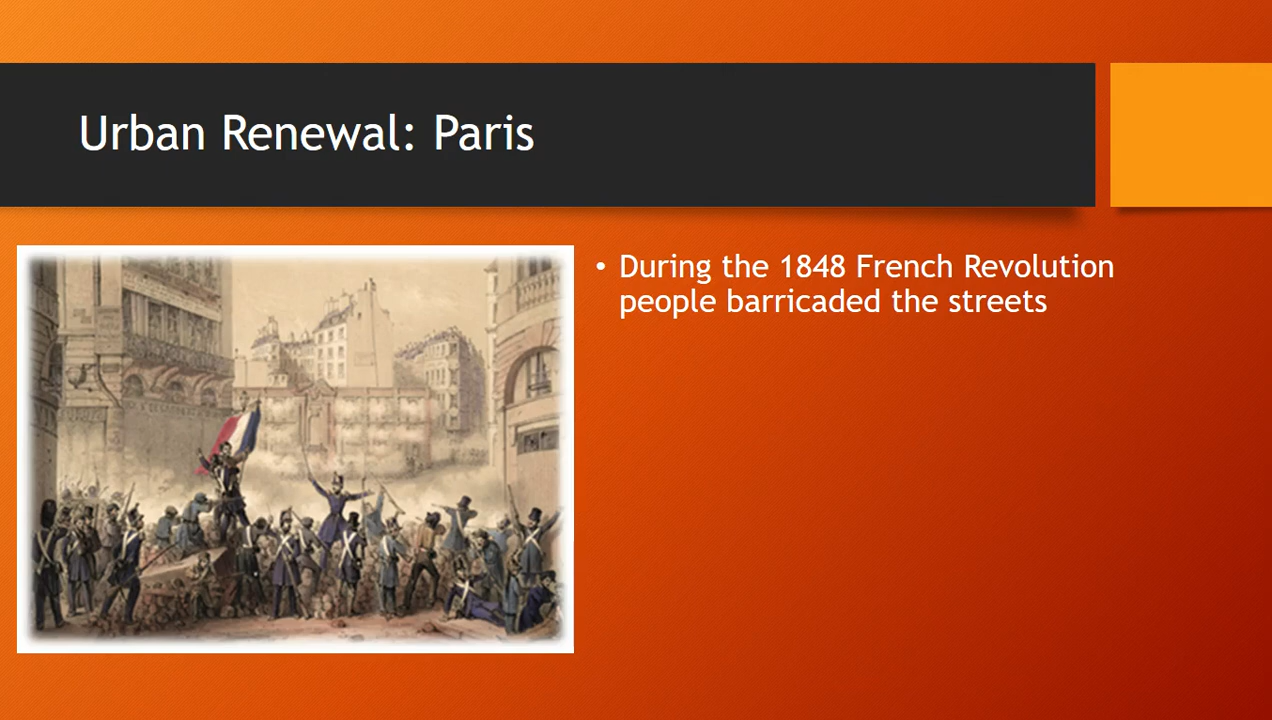 Urban Renewal: Paris
• During the 1848 French Revolution
people barricaded the streets